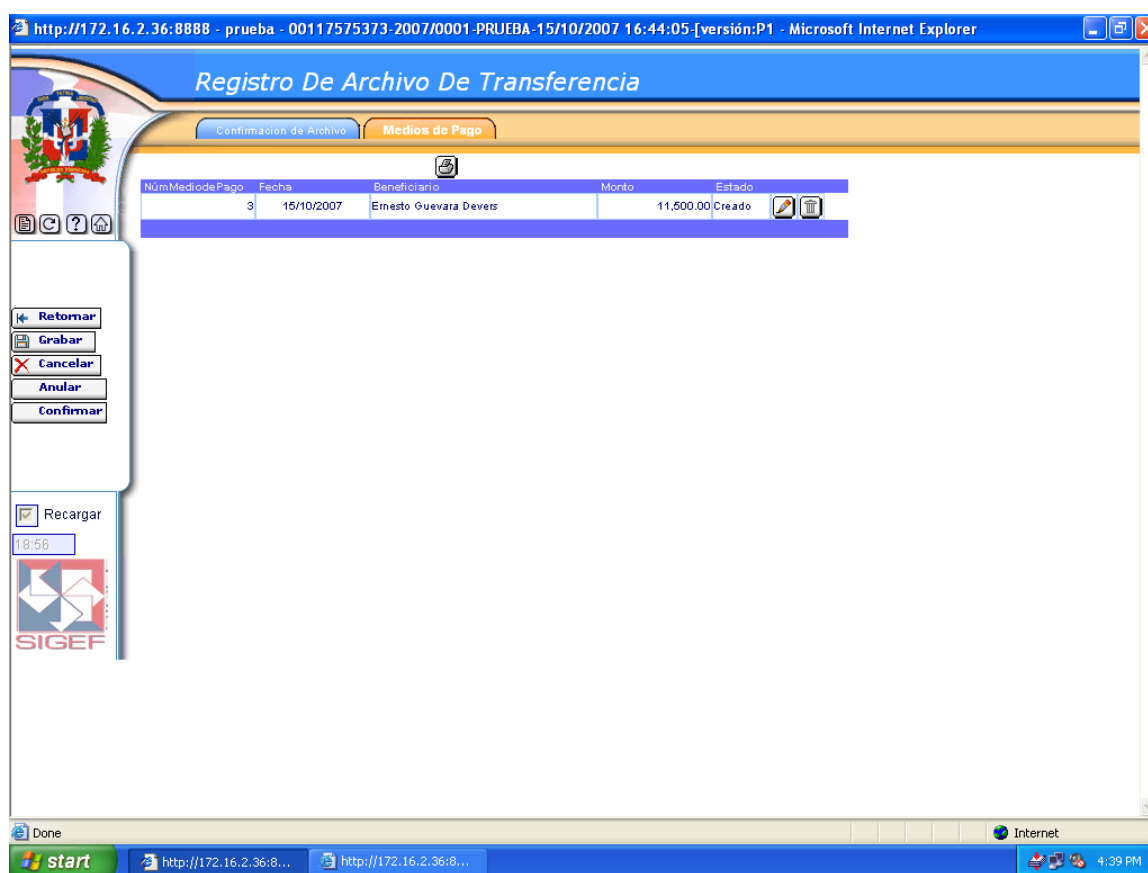 http://172.16.2.36:8888 - prueba - 00117575373-2007/0001-PRUEBA-15/10/2007 16:44:05-[versión:P1 - Microsoft Internet Explorer
Registro De Archivo De Transferencia
Confirmacion de Archivo Medios de Pago
NúmMediodePago Fecha Beneficiario Monto Estado
3 15/10/2007 Ernesto Guevara Devers 11,500.00 Creado
Retornar
Grabar
Cancelar
Anular
Confirmar
Recargar
18:56
SIGEF
Done Internet
start http://172.16.2.36:8... http://172.16.2.36:8... 4:39 PM